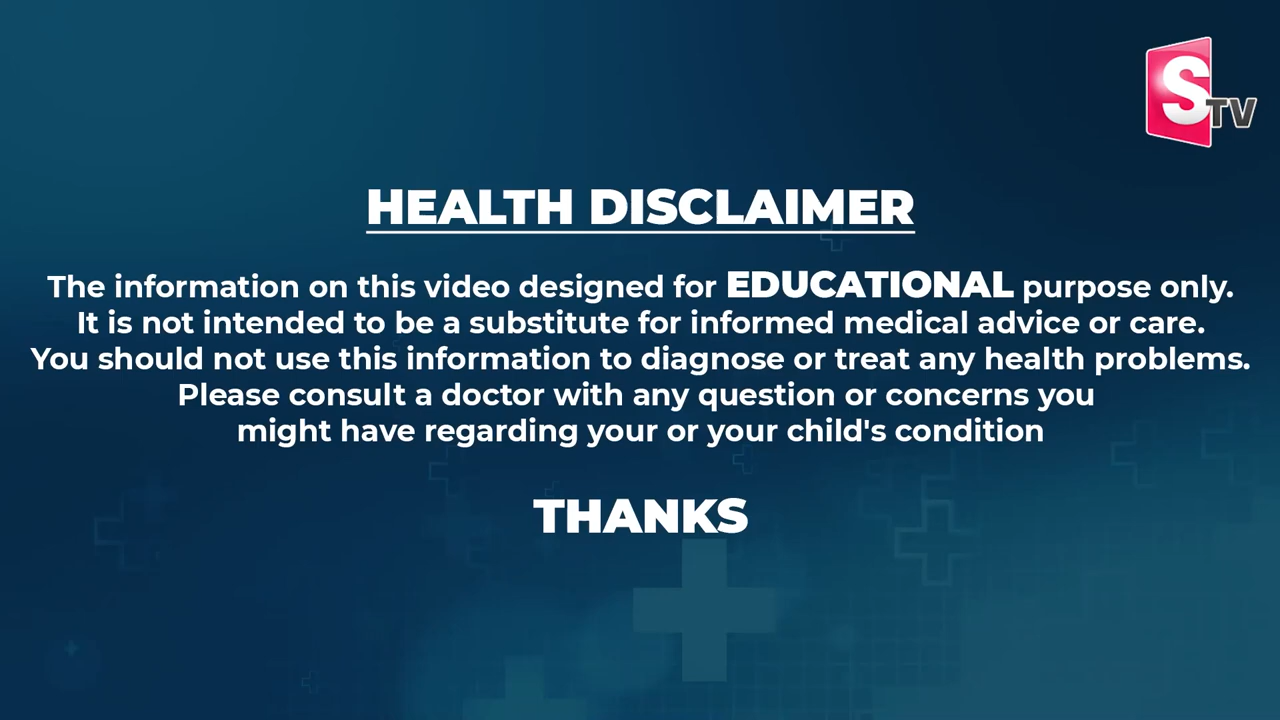 STV
HEALTH DISCLAIMER
The information on this video designed for EDUCATIONAL purpose only.
It is not intended to be a substitute for informed medical advice or care.
You should not use this information to diagnose or treat any health problems.
Please consult a doctor with any question or concerns you
might have regarding your or your child's condition
THANKS